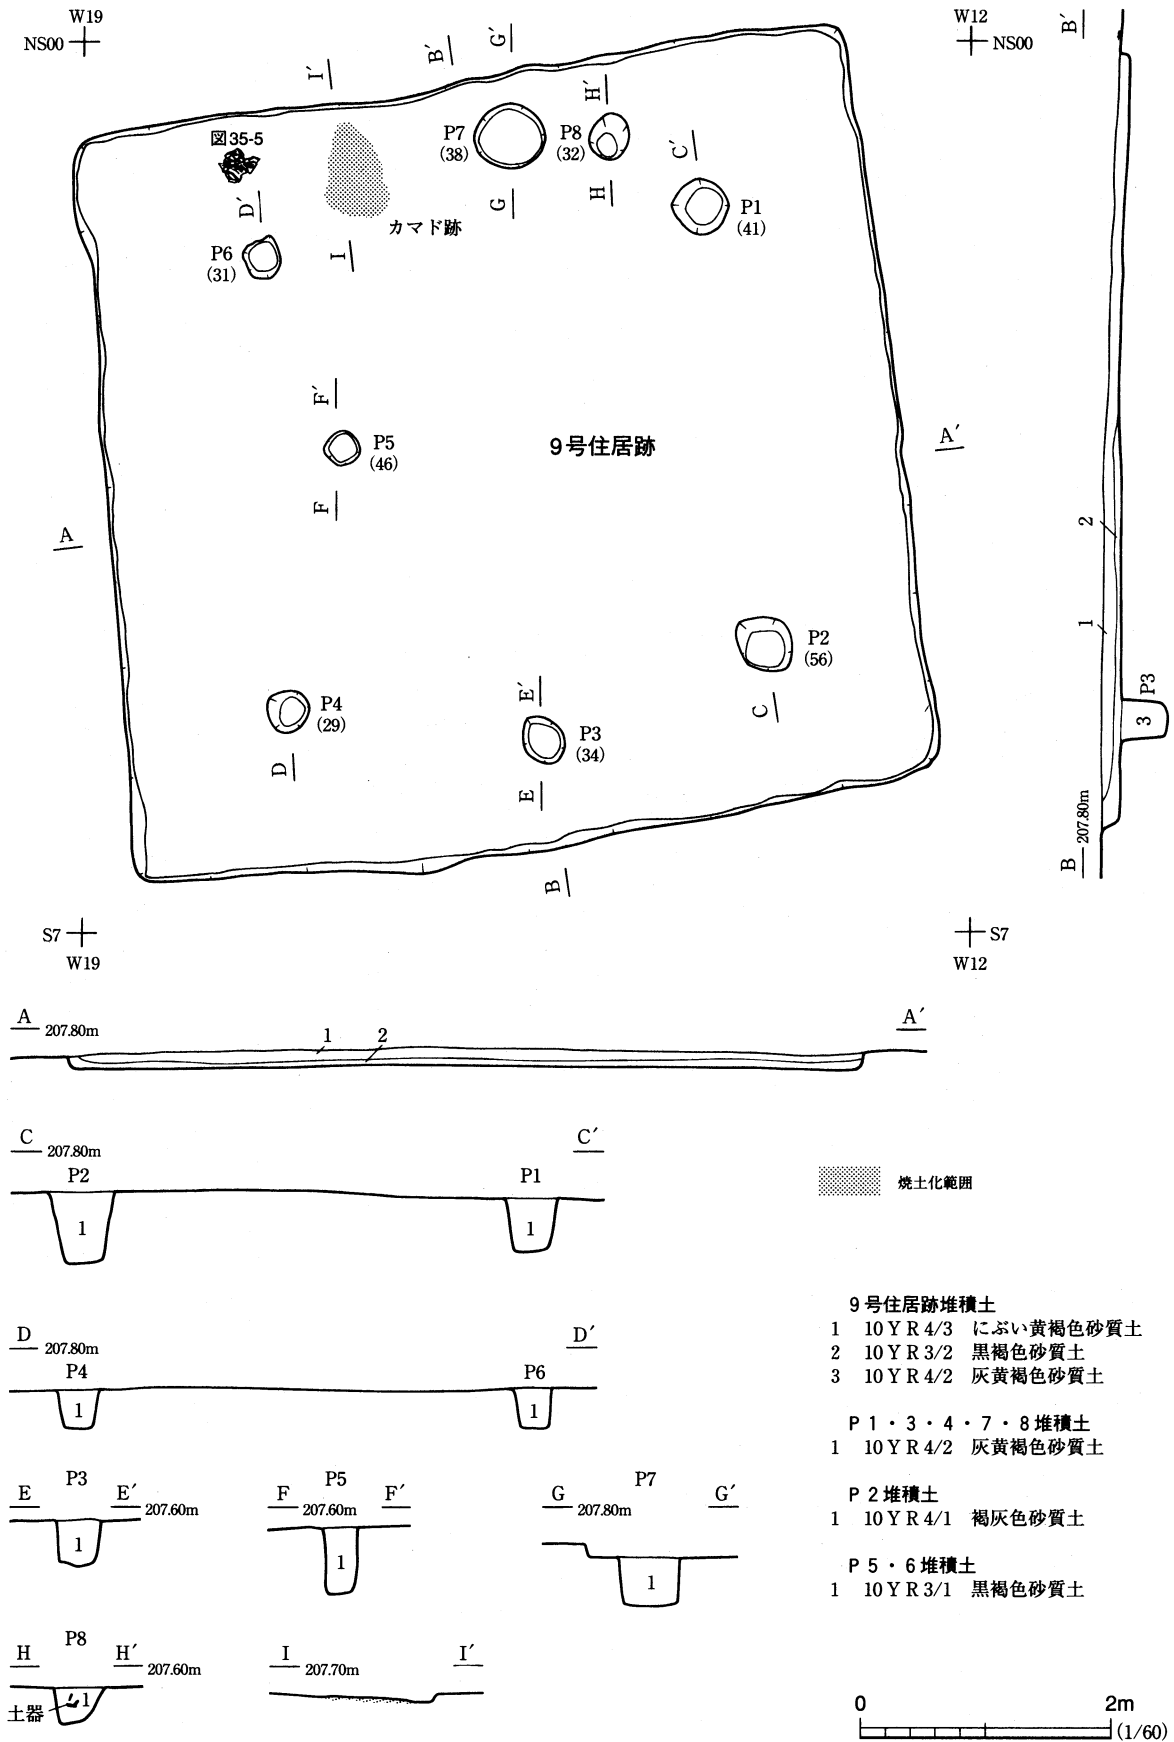 W19
NS00
W12
NS00
I´
B´
G´
H´
C´
B´
図35-5
P7
(38)
P8
(32)
D´
カマド跡
G
H
P1
(41)
P6
(31)
I
F´
P5
(46)
9号住居跡
A´
F
A
2
1
P2
(56)
P4
(29)
E´
P3
(34)
C
P3
3
D
E
B
B
207.80m
S7
W19
S7
W12
A 207.80m
1 2
A´
C 207.80m
C´
P2
P1
1
1
焼土化範囲
D 207.80m
D´
P4
P6
1
1
9号住居跡堆積土
1 10YR4/3 にぶい黄褐色砂質土
2 10YR3/2 黒褐色砂質土
3 10YR4/2 灰黄褐色砂質土
P1・3・4・7・8堆積土
1 10YR4/2 灰黄褐色砂質土
P2堆積土
1 10YR4/1 褐灰色砂質土
P5・6堆積土
1 10YR3/1 黒褐色砂質土
P3
E E´ 207.60m
1
P5
F 207.60m F´
1
P7
G 207.80m G´
1
P8
H H´ 207.60m
1
土器
I 207.70m I´
0 2m
(1/60)